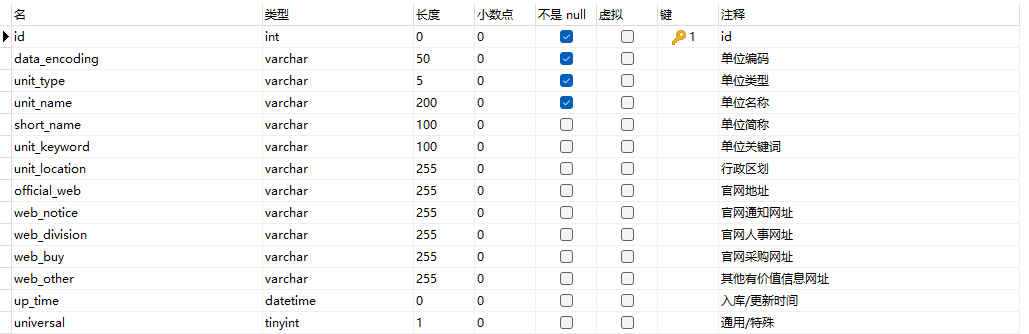 名 类型 长度 小数点 不是 null 虚拟 键 注释
id int 0 0 1 id
data_encoding varchar 50 0 单位编码
unit_type varchar 5 0 单位类型
unit_name varchar 200 0 单位名称
short_name varchar 100 0 单位简称
unit_keyword varchar 100 0 单位关键词
unit_location varchar 255 0 行政区划
official_web varchar 255 0 官网地址
web_notice varchar 255 0 官网通知网址
web_division varchar 255 0 官网人事网址
web_buy varchar 255 0 官网采购网址
web_other varchar 255 0 其他有价值信息网址
up_time datetime 0 0 入库/更新时间
universal tinyint 1 0 通用/特殊